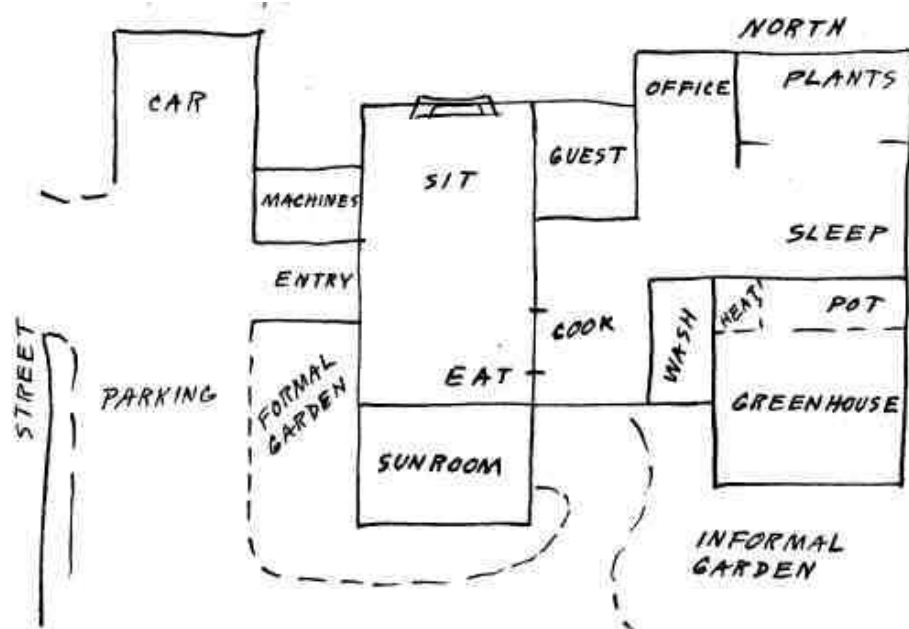 NORTH
CAR
OFFICE
PLANTS
GUEST
SIT
MACHINES
SLEEP
ENTRY
HEAT
POT
COOK
WASH
STREET
PARKING
FORMAL
GARDEN
EAT
GREENHOUSE
SUNROOM
INFORMAL
GARDEN